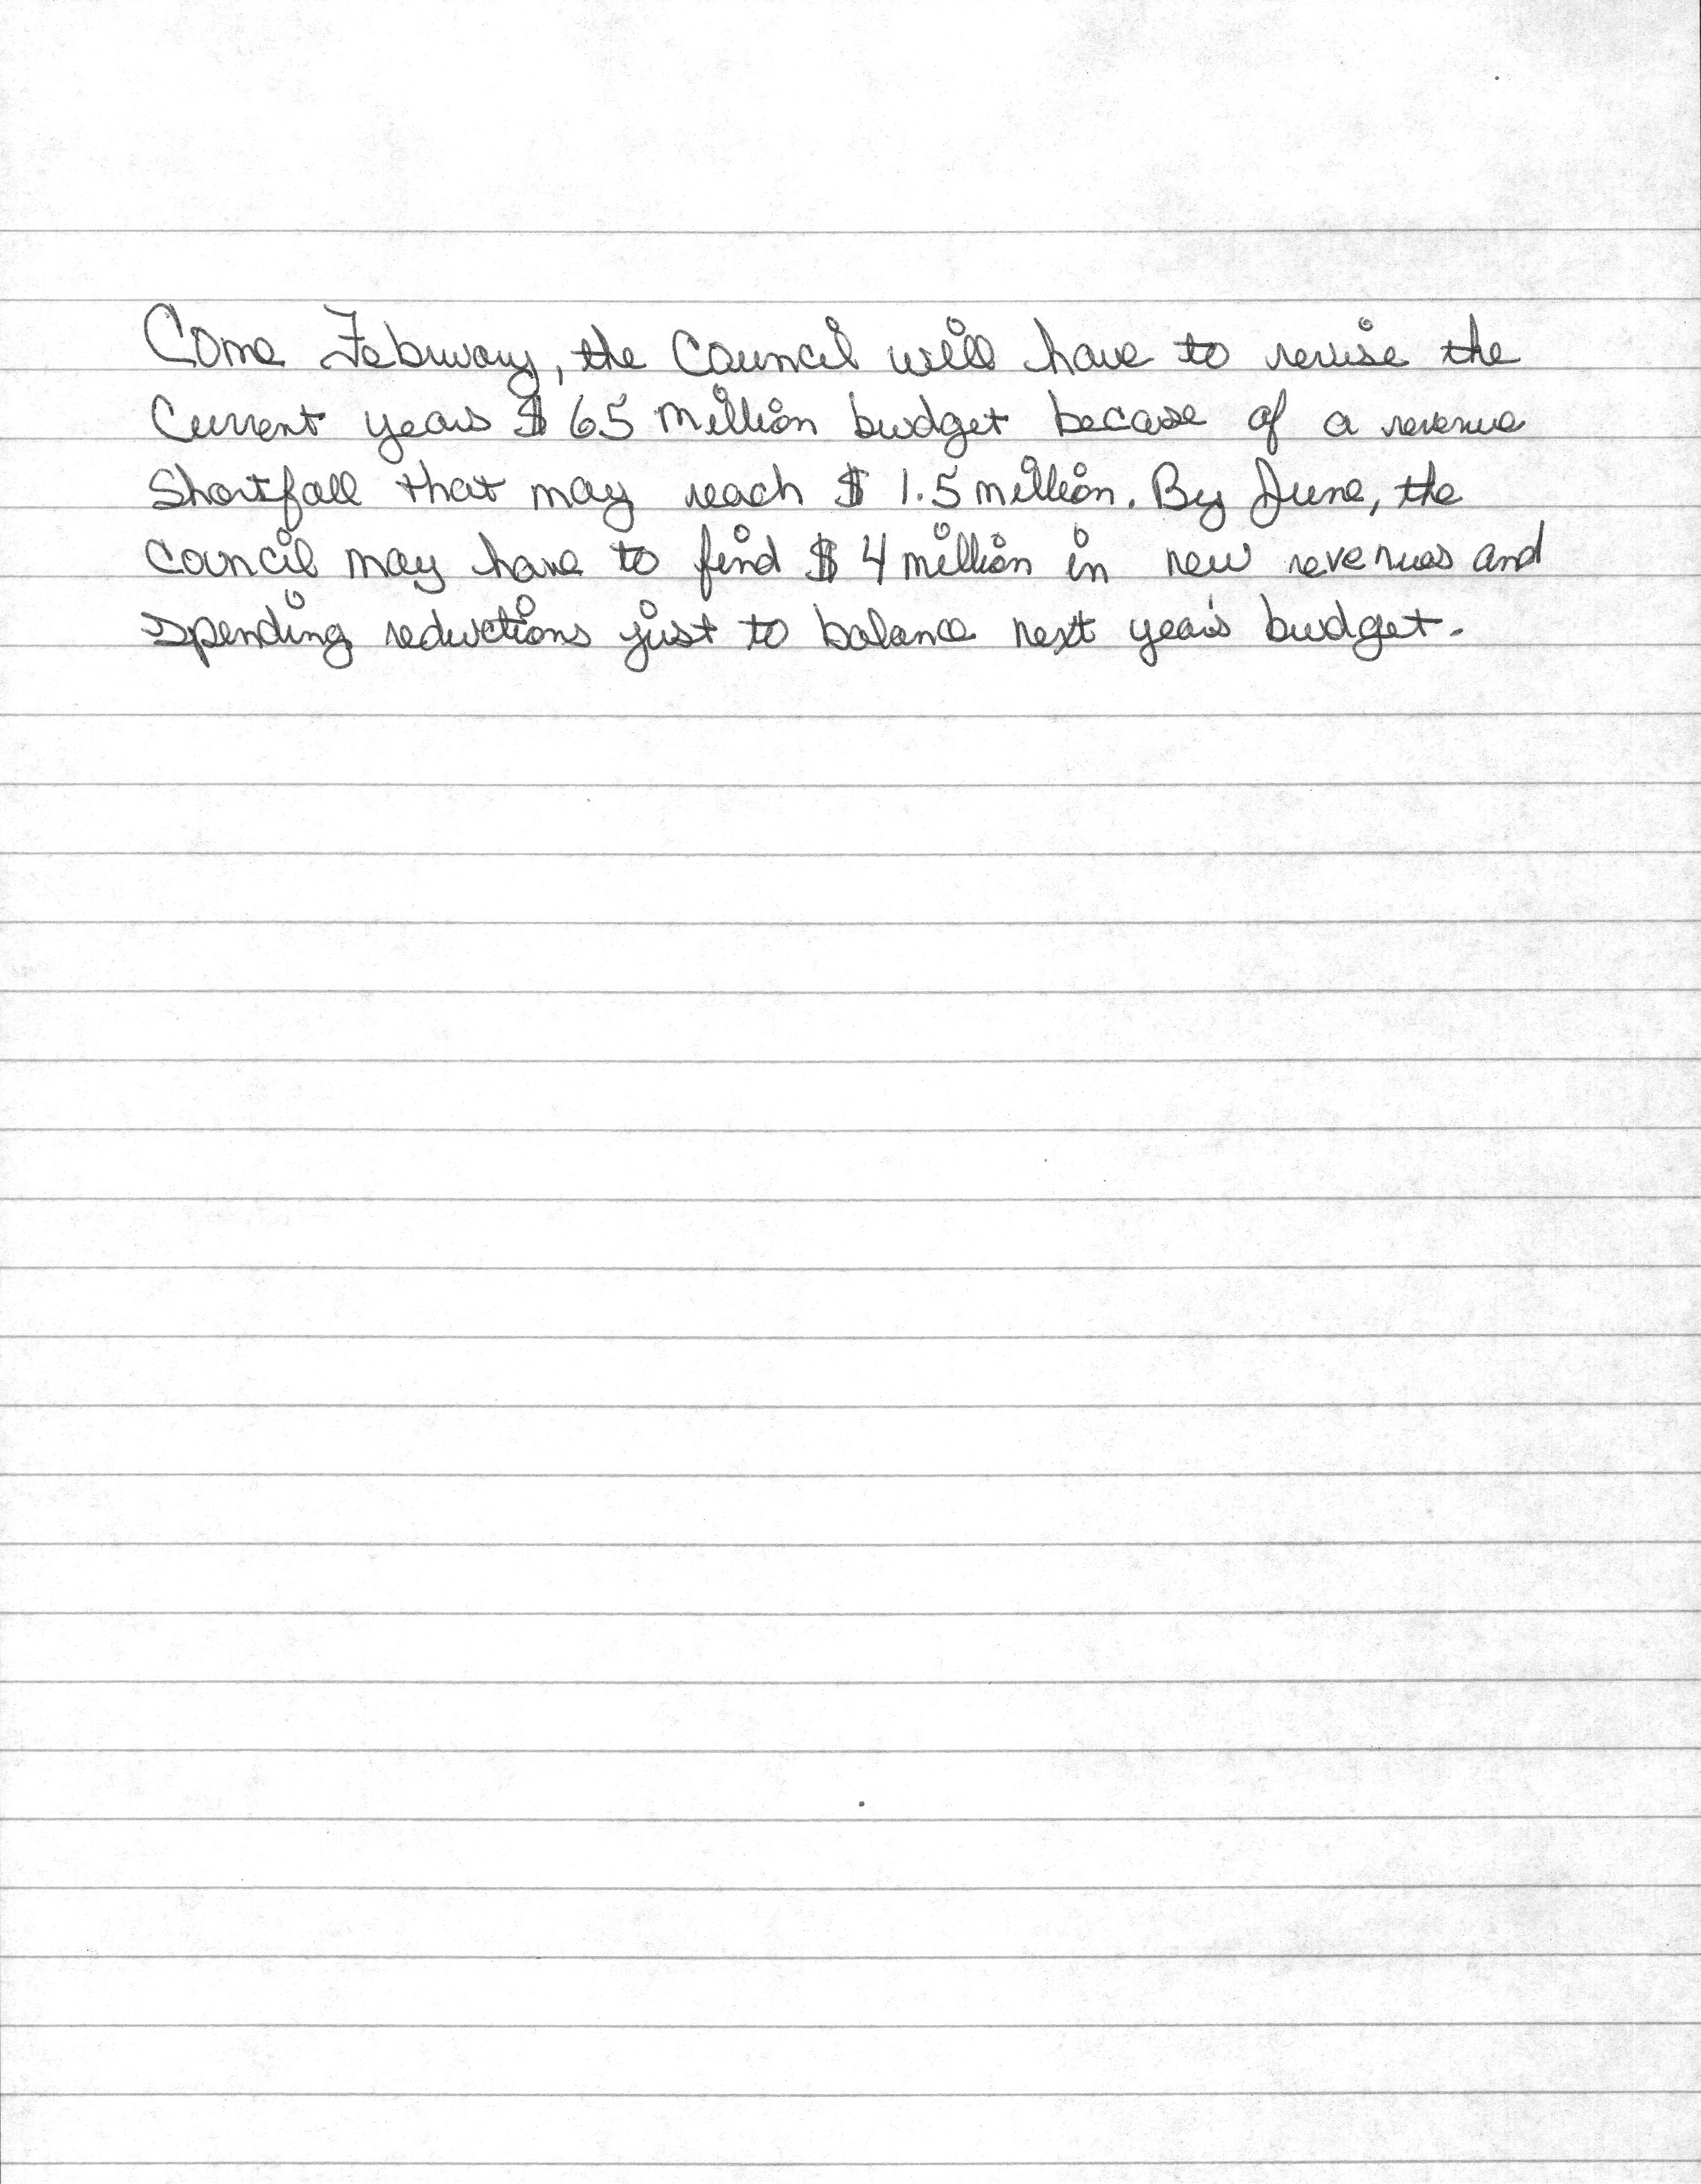 Come February, the Council will have to revise the
Current years $65 million budget because of a revenue
Shortfall that may reach $1.5 million. By June, the
Council may have to find $4 million in new revenues and
spending reductions just to balance next year's budget.